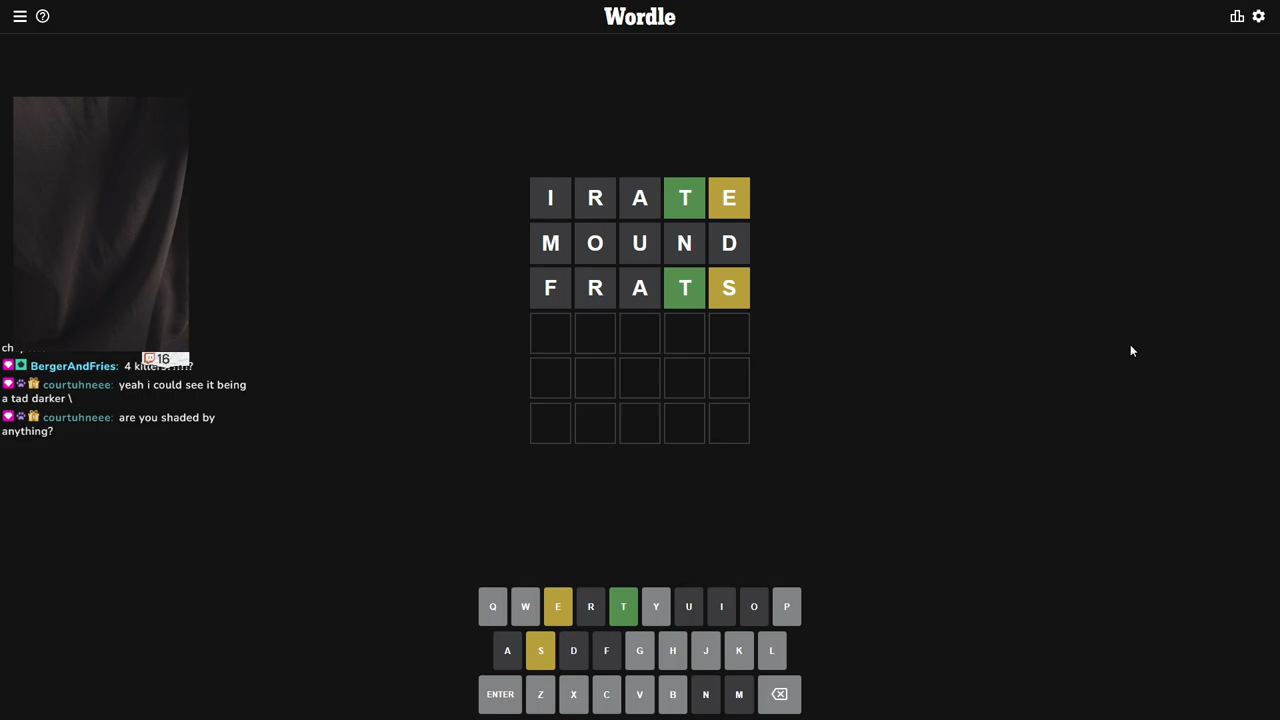 Wordle
I R A T E
M O U N D
F R A T S
16
BergerAndFries: 4 killers?!!!!?
courtuhneee: yeah i could see it being
a tad darker \
courtuhneee: are you shaded by
anything?
Q W E R T Y U I O P
A S D F G H J K L
ENTER Z X C V B N M